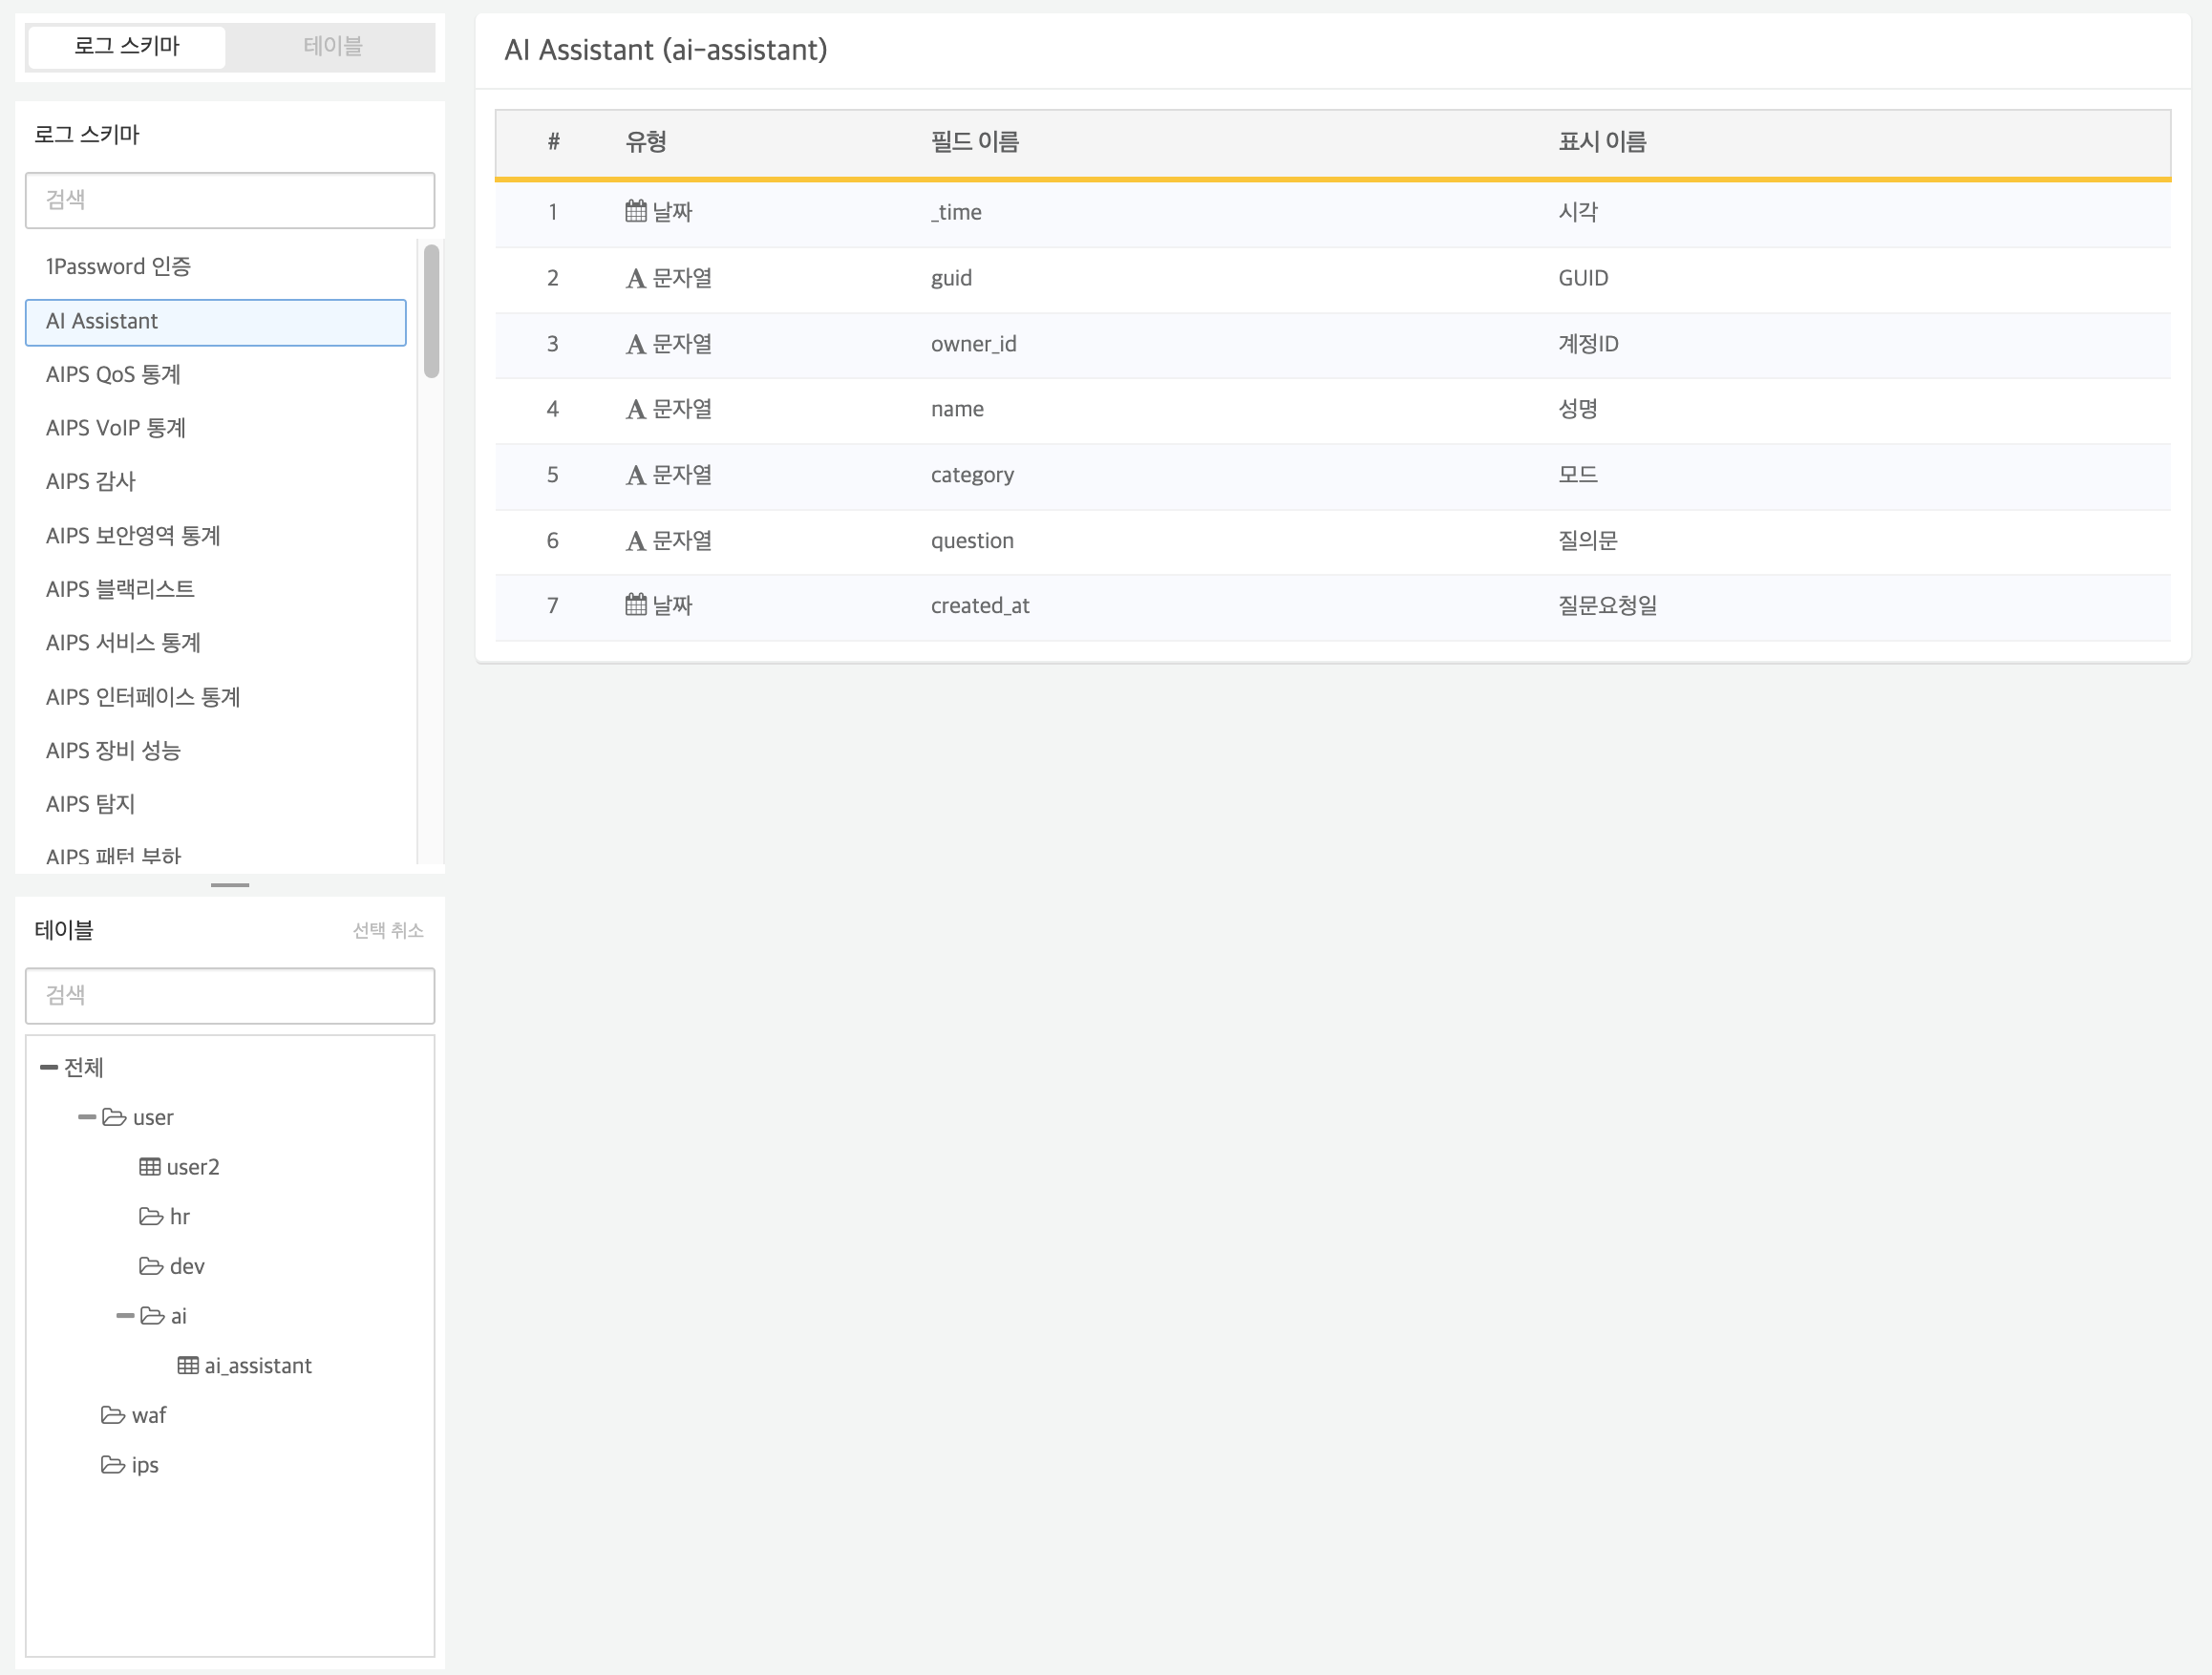 로그 스키마 테이블
로그 스키마
검색
1Password 인증
AI Assistant
AIPS QoS 통계
AIPS VoIP 통계
AIPS 감사
AIPS 보안영역 통계
AIPS 블랙리스트
AIPS 서비스 통계
AIPS 인터페이스 통계
AIPS 장비 성능
AIPS 탐지
AIPS 패턴 부하
테이블 선택 취소
검색
전체
user
user2
hr
dev
ai
ai_assistant
waf
ips
AI Assistant (ai-assistant)
# 유형 필드 이름 표시 이름
1 날짜 _time 시각
2 A 문자열 guid GUID
3 A 문자열 owner_id 계정ID
4 A 문자열 name 성명
5 A 문자열 category 모드
6 A 문자열 question 질의문
7 날짜 created_at 질문요청일